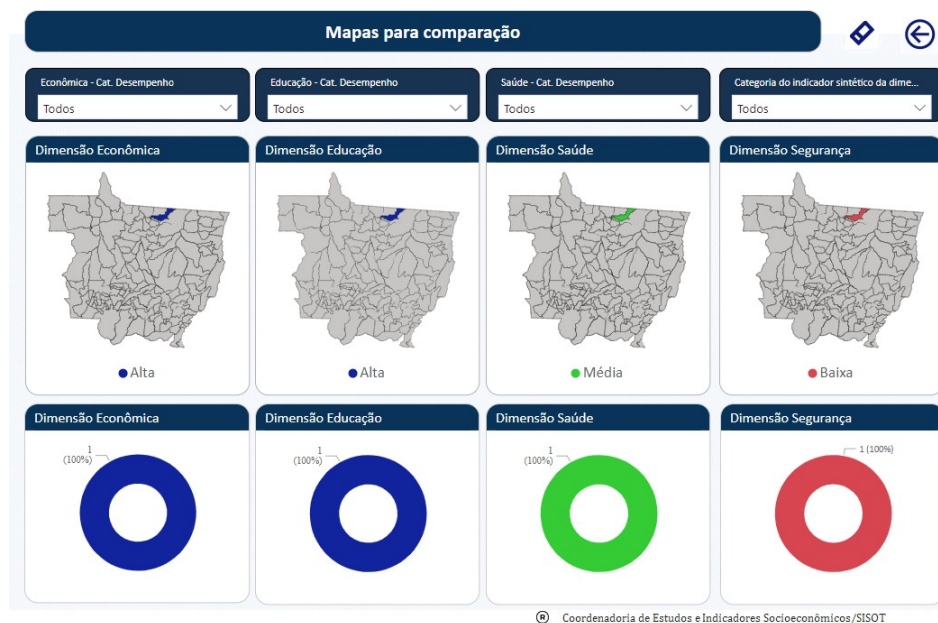 Mapas para comparação
Econômica - Cat. Desempenho
Todos
Educação - Cat. Desempenho
Todos
Saúde - Cat. Desempenho
Todos
Categoria do indicador sintético da dime...
Todos
Dimensão Econômica
Alta
Dimensão Educação
Alta
Dimensão Saúde
Média
Dimensão Segurança
Baixa
Dimensão Econômica
1
(100%)
Dimensão Educação
1
(100%)
Dimensão Saúde
1
(100%)
Dimensão Segurança
1 (100%)
® Coordenadoria de Estudos e Indicadores Socioeconômicos/SISOT